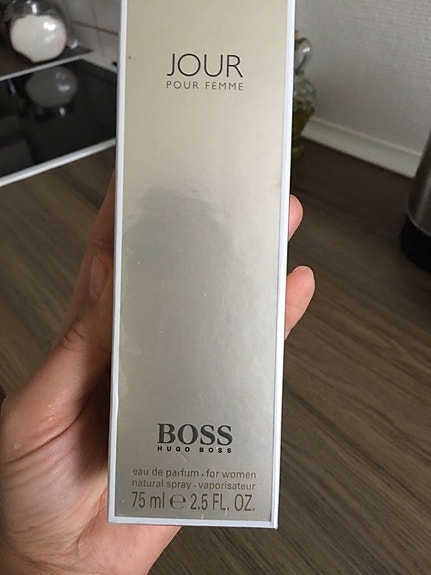 JOUR
POUR FEMME
BOSS
HUGO BOSS
eau de parfum • for women
natural spray • vaporisateur
75 ml ℮ 2.5 FL. OZ.